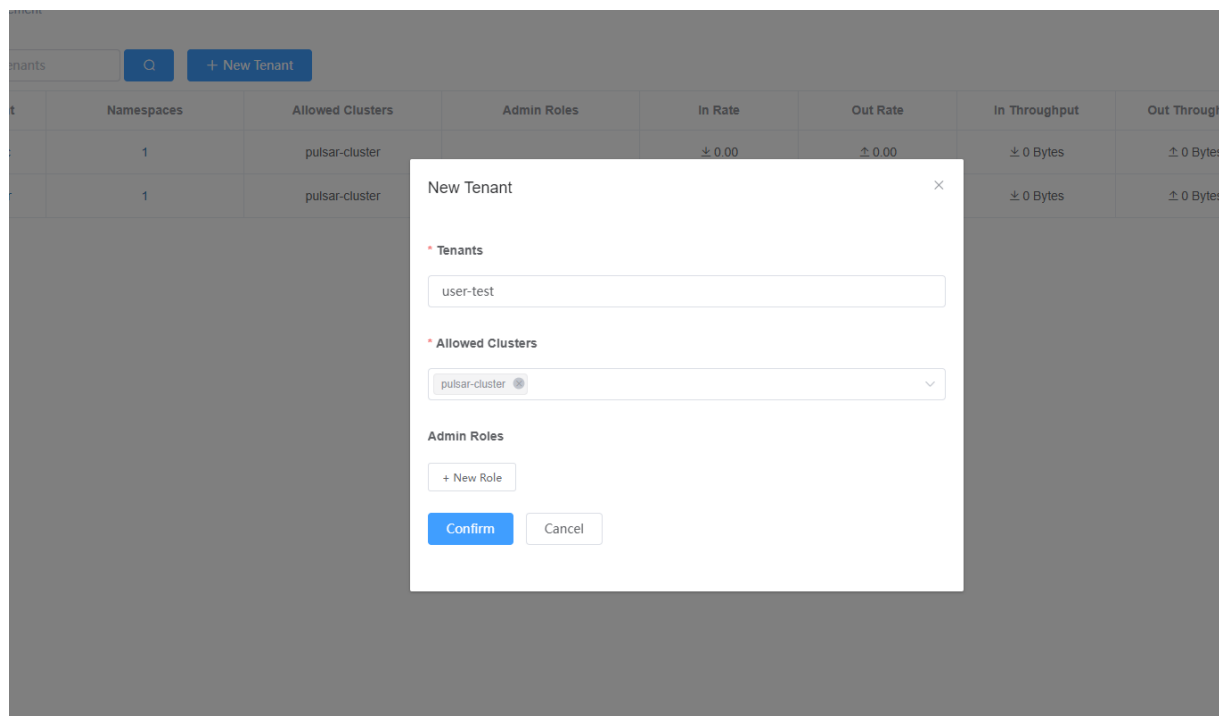 + New Tenant
Namespaces Allowed Clusters Admin Roles In Rate Out Rate In Throughput
1 pulsar-cluster 0.00 0.00 0 Bytes 0 Bytes
1 pulsar-cluster 0 Bytes 0 Bytes
New Tenant
* Tenants
user-test
* Allowed Clusters
pulsar-cluster
Admin Roles
+ New Role
Confirm Cancel